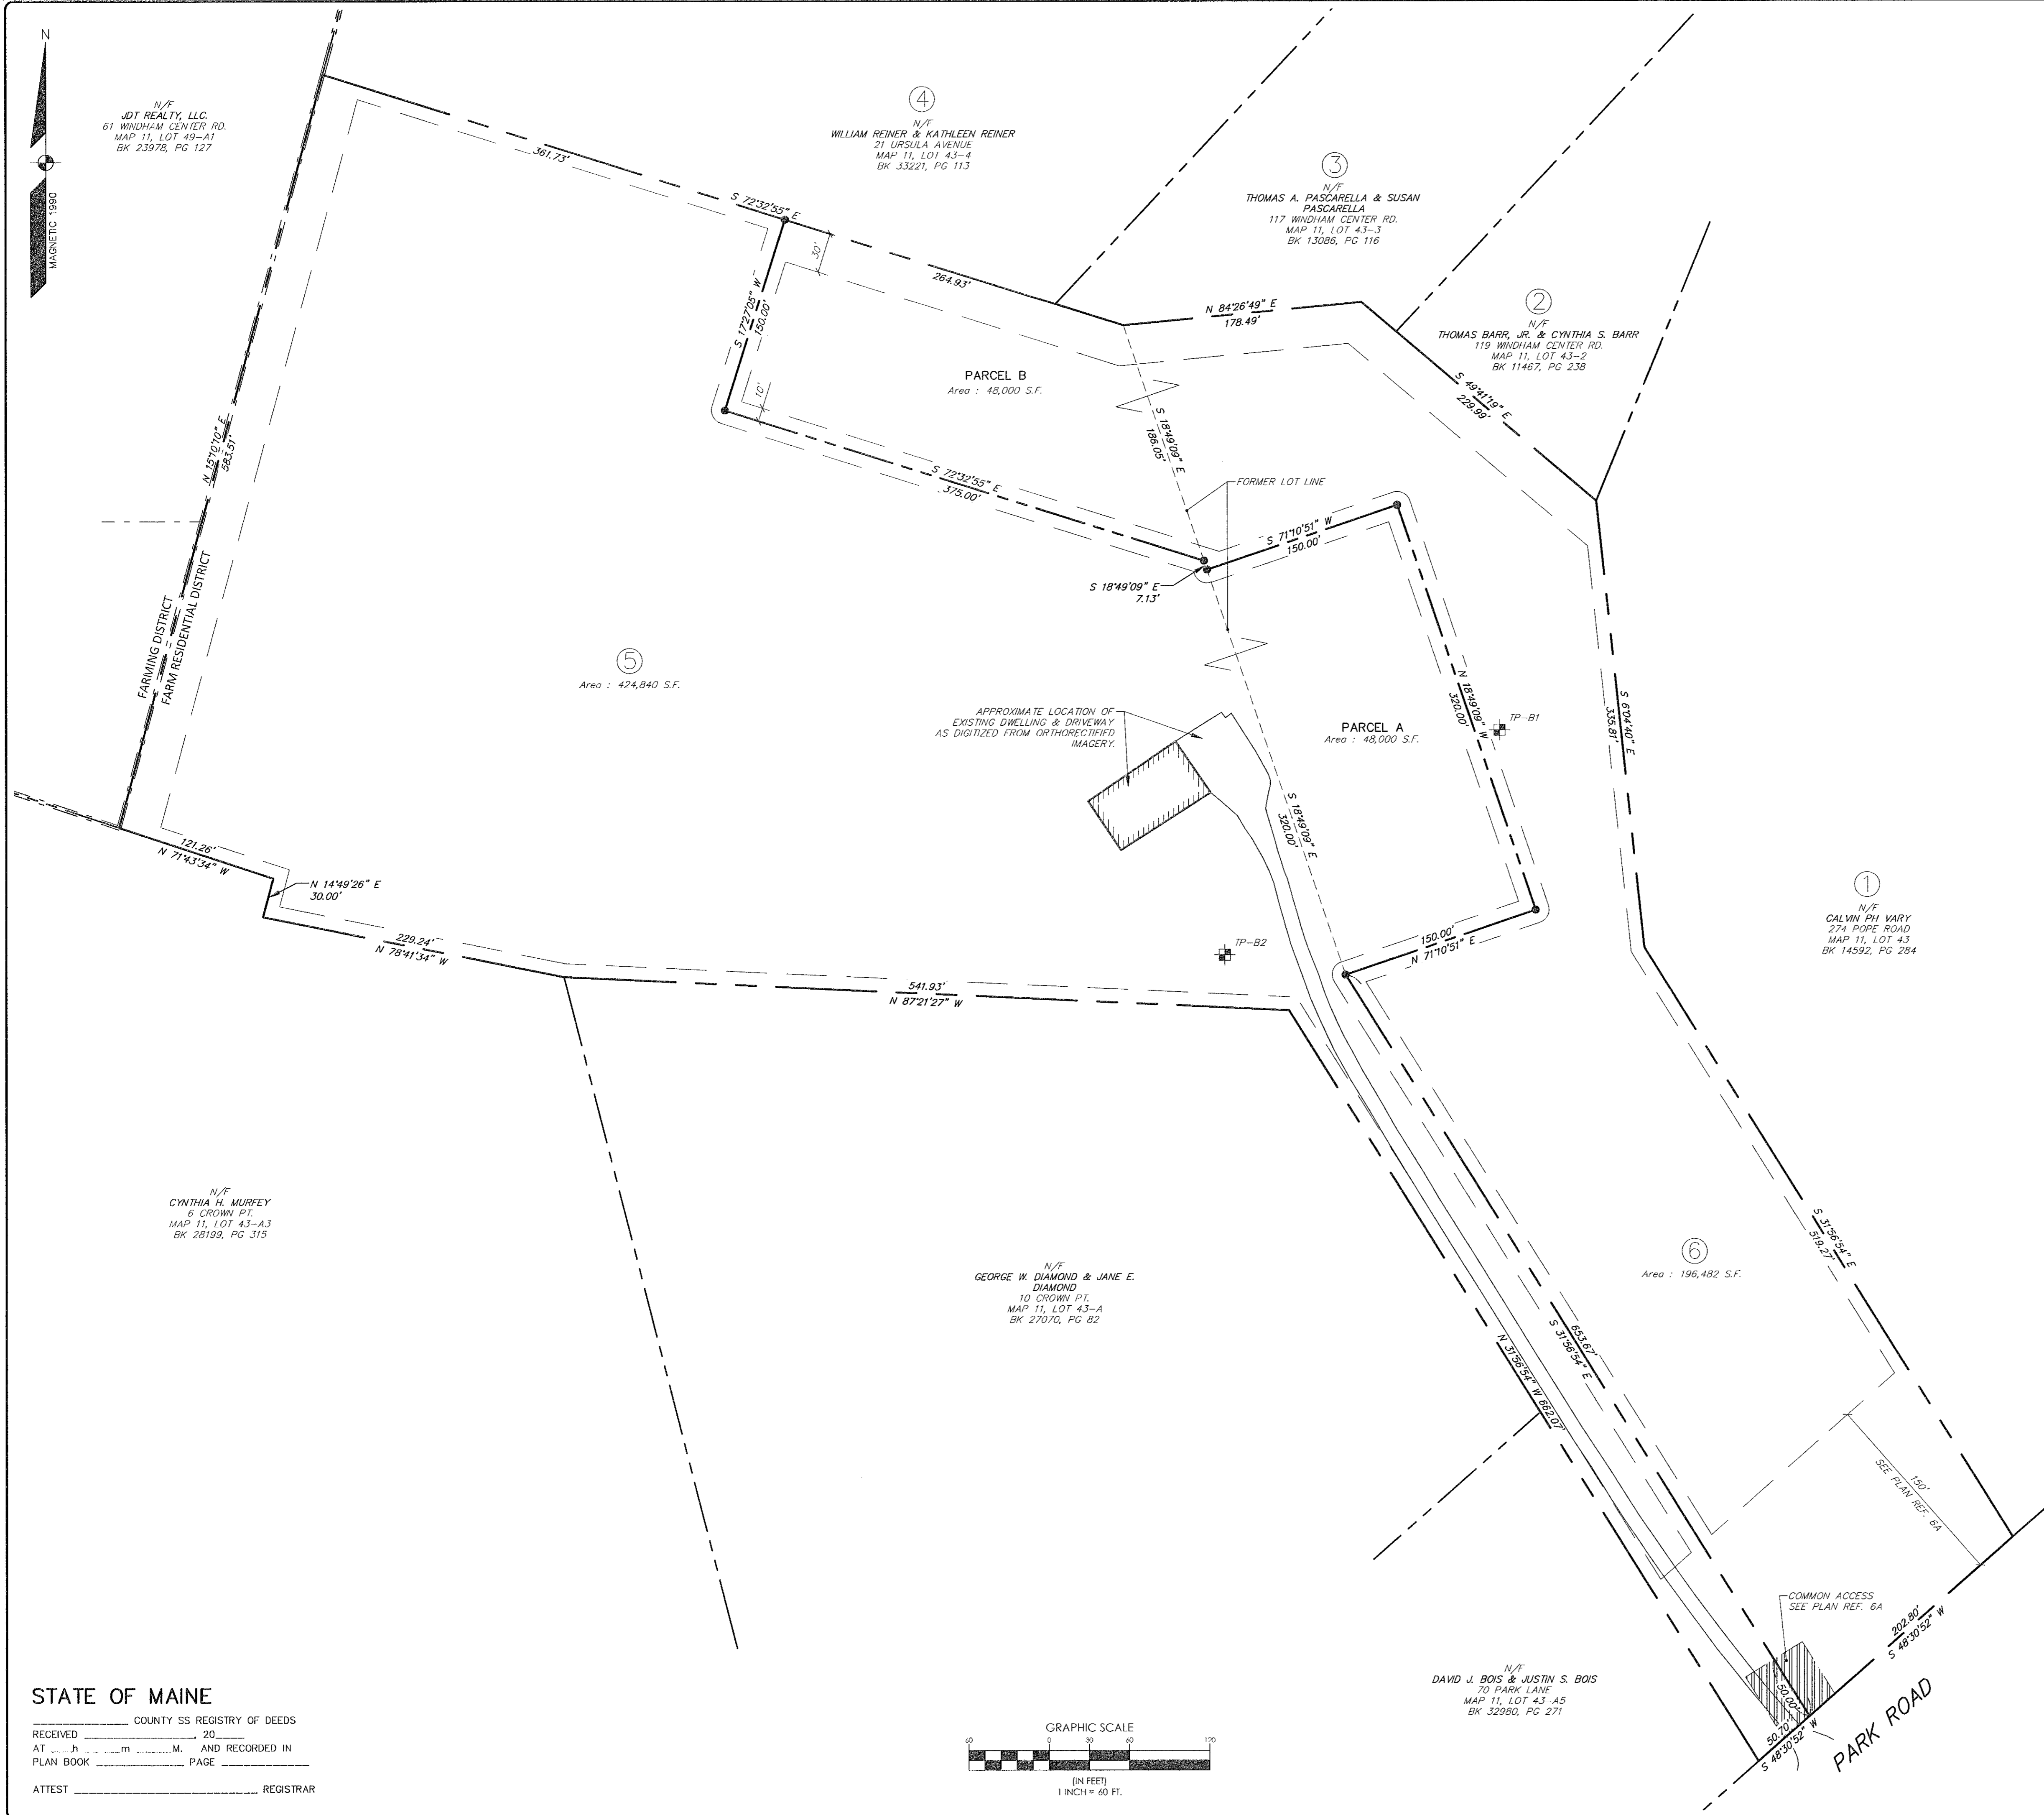 N
MAGNETIC 1990
N/F
JDT REALTY, LLC.
61 WINDHAM CENTER RD.
MAP 11, LOT 49-A1
BK 23978, PG 127
④
N/F
WILLIAM REINER & KATHLEEN REINER
21 URSULA AVENUE
MAP 11, LOT 43-4
BK 33221, PG 113
③
N/F
THOMAS A. PASCARELLA & SUSAN
PASCARELLA
117 WINDHAM CENTER RD.
MAP 11, LOT 43-3
BK 13086, PG 116
②
N/F
THOMAS BARR, JR. & CYNTHIA S. BARR
119 WINDHAM CENTER RD.
MAP 11, LOT 43-2
BK 11467, PG 238
361.73'
S 72°32'55" E
30'
264.93'
N 84°26'49" E
178.49'
S 49°41'19" E
229.99'
S 17°27'05" W
150.00'
10'
PARCEL B
Area : 48,000 S.F.
S 18°49'09" E
186.05'
N 15°10'10" E
583.51'
S 72°32'55" E
375.00'
FORMER LOT LINE
S 71°10'51" W
150.00'
S 18°49'09" E
7.13'
FARMING DISTRICT
FARM RESIDENTIAL DISTRICT
⑤
Area : 424,840 S.F.
APPROXIMATE LOCATION OF
EXISTING DWELLING & DRIVEWAY
AS DIGITIZED FROM ORTHORECTIFIED
IMAGERY.
PARCEL A
Area : 48,000 S.F.
N 18°49'09" W
320.00'
TP-B1
S 6°04'40" E
335.81'
S 18°49'09" E
320.00'
121.26'
N 71°43'34" W
N 14°49'26" E
30.00'
229.24'
N 78°41'34" W
TP-B2
150.00'
N 71°10'51" E
541.93'
N 87°21'27" W
①
N/F
CALVIN PH VARY
274 POPE ROAD
MAP 11, LOT 43
BK 14592, PG 284
N/F
CYNTHIA H. MURFEY
6 CROWN PT.
MAP 11, LOT 43-A3
BK 28199, PG 315
N/F
GEORGE W. DIAMOND & JANE E.
DIAMOND
10 CROWN PT.
MAP 11, LOT 43-A
BK 27070, PG 82
S 31°56'54" E
519.27'
⑥
Area : 196,482 S.F.
653.67'
S 31°56'54" E
N 31°56'54" W 662.07'
150'
SEE PLAN REF. 6A
COMMON ACCESS
SEE PLAN REF. 6A
202.80'
S 48°30'52" W
50.00'
50.70'
S 48°30'52" W
PARK ROAD
N/F
DAVID J. BOIS & JUSTIN S. BOIS
70 PARK LANE
MAP 11, LOT 43-A5
BK 32980, PG 271
STATE OF MAINE
____________ COUNTY SS REGISTRY OF DEEDS
RECEIVED ______________, 20____
AT ___h _____m _____M. AND RECORDED IN
PLAN BOOK ____________ PAGE ____________
ATTEST _________________________ REGISTRAR
GRAPHIC SCALE
60 0 30 60 120
(IN FEET)
1 INCH = 60 FT.